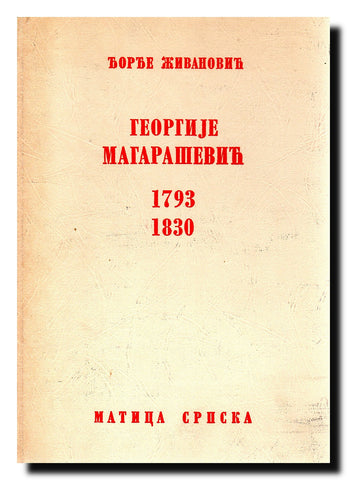 ЂОРЂЕ ЖИВАНОВИЋ
ГЕОРГИЈЕ
МАГАРАШЕВИЋ
1793
1830
МАТИЦА СРПСКА